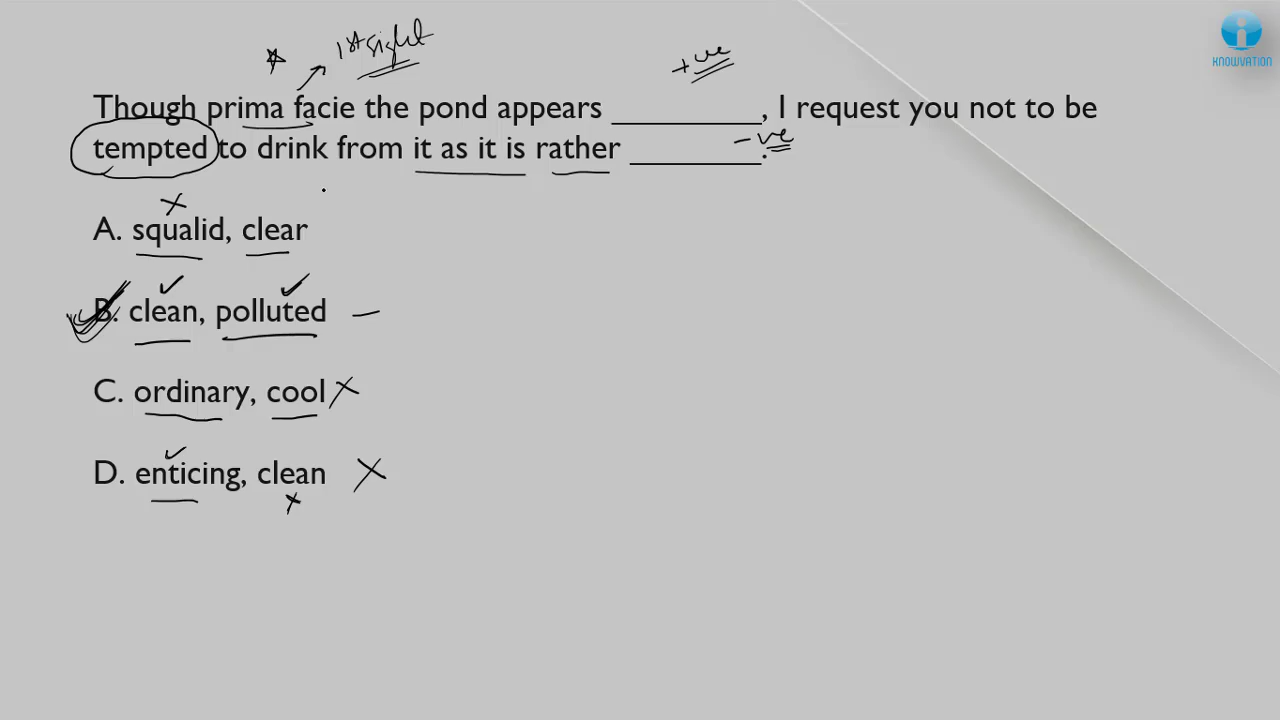 1st sight
+ve
KNOWVATION
Though prima facie the pond appears __________, I request you not to be
-ve
tempted to drink from it as it is rather _________.
A. squalid, clear
B. clean, polluted
C. ordinary, cool
D. enticing, clean